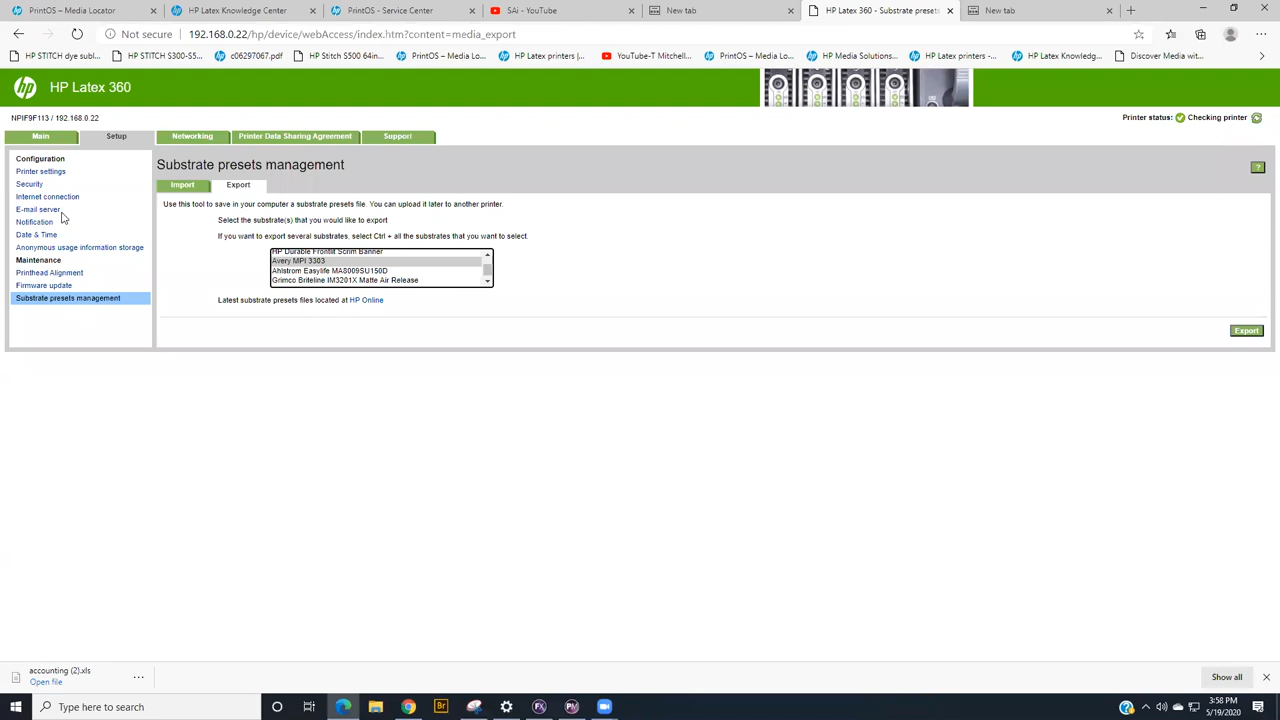 PrintOS – Media Locator
HP Latex Knowledge Center
PrintOS - Service Center
SAi - YouTube
New tab
HP Latex 360 - Substrate presets
New tab
Not secure
192.168.0.22/hp/device/webAccess/index.htm?content=media_export
HP STITCH dye subl...
HP STITCH S300-S5...
c06297067.pdf
HP Stitch S500 64in...
PrintOS – Media Lo...
HP Latex printers |...
YouTube-T Mitchell...
PrintOS – Media Lo...
HP Media Solutions...
HP Latex printers -...
HP Latex Knowledg...
Discover Media wit...
hp
HP Latex 360
NPIF9F113 / 192.168.0.22
Printer status: Checking printer
Main
Setup
Networking
Printer Data Sharing Agreement
Support
Configuration
Printer settings
Security
Internet connection
E-mail server
Notification
Date & Time
Anonymous usage information storage
Maintenance
Printhead Alignment
Firmware update
Substrate presets management
Substrate presets management
?
Import
Export
Use this tool to save in your computer a substrate presets file. You can upload it later to another printer.
Select the substrate(s) that you would like to export
If you want to export several substrates, select Ctrl + all the substrates that you want to select.
HP Durable Frontlit Scrim Banner
Avery MPI 3303
Ahlstrom Easylife MA8009SU150D
Grimco Briteline IM3201X Matte Air Release
Latest substrate presets files located at HP Online
Export
accounting (2).xls
Open file
Show all
Type here to search
Br
FX
PM
3:58 PM
5/19/2020